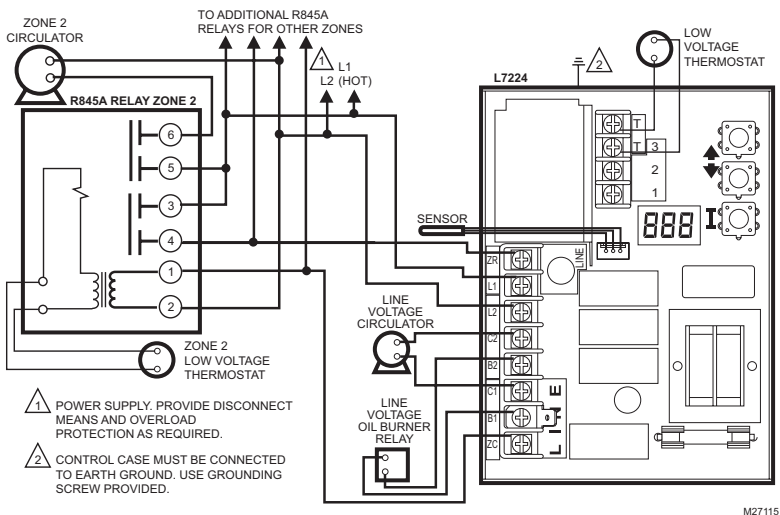 ZONE 2
CIRCULATOR
TO ADDITIONAL R845A
RELAYS FOR OTHER ZONES
1
L1
L2 (HOT)
2
LOW
VOLTAGE
THERMOSTAT
L7224
R845A RELAY ZONE 2
6
5
3
4
1
2
T
T 3
2
1
888
SENSOR
LINE
ZR
L1
L2
C2
B2
C1
B1
ZC
LINE
LINE
VOLTAGE
CIRCULATOR
ZONE 2
LOW VOLTAGE
THERMOSTAT
LINE
VOLTAGE
OIL BURNER
RELAY
1 POWER SUPPLY. PROVIDE DISCONNECT
MEANS AND OVERLOAD
PROTECTION AS REQUIRED.
2 CONTROL CASE MUST BE CONNECTED
TO EARTH GROUND. USE GROUNDING
SCREW PROVIDED.
M27115